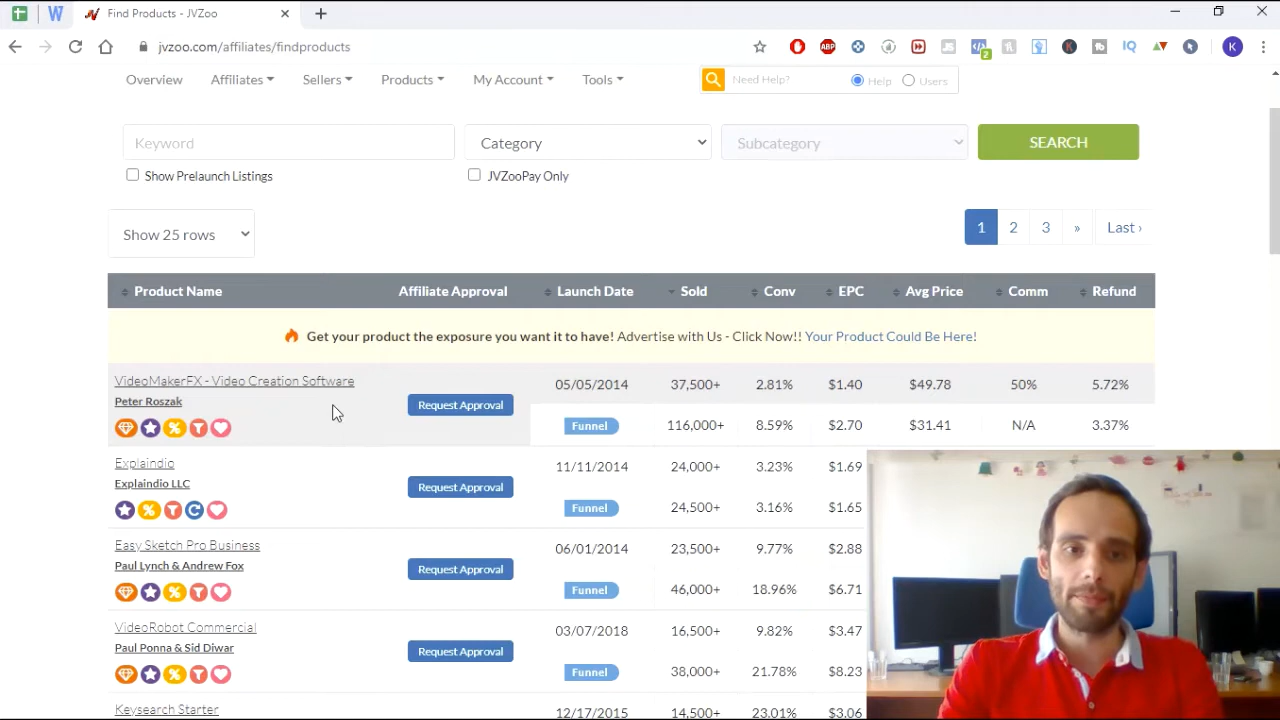 Find Products - JVZoo
jvzoo.com/affiliates/findproducts
ABP
2
IQ
K
Overview Affiliates Sellers Products My Account Tools Need Help? Help Users
Keyword Category Subcategory SEARCH
Show Prelaunch Listings JVZooPay Only
Show 25 rows 1 2 3 » Last ›
Product Name Affiliate Approval Launch Date Sold Conv EPC Avg Price Comm Refund
Get your product the exposure you want it to have! Advertise with Us - Click Now!! Your Product Could Be Here!
VideoMakerFX - Video Creation Software 05/05/2014 37,500+ 2.81% $1.40 $49.78 50% 5.72%
Peter Roszak Request Approval
Funnel 116,000+ 8.59% $2.70 $31.41 N/A 3.37%
Explaindio 11/11/2014 24,000+ 3.23% $1.69
Explaindio LLC Request Approval
Funnel 24,500+ 3.16% $1.65
Easy Sketch Pro Business 06/01/2014 23,500+ 9.77% $2.88
Paul Lynch & Andrew Fox Request Approval
Funnel 46,000+ 18.96% $6.71
VideoRobot Commercial 03/07/2018 16,500+ 9.82% $3.47
Paul Ponna & Sid Diwar Request Approval
Funnel 38,000+ 21.78% $8.23
Keysearch Starter 12/17/2015 14,500+ 23.01% $3.06